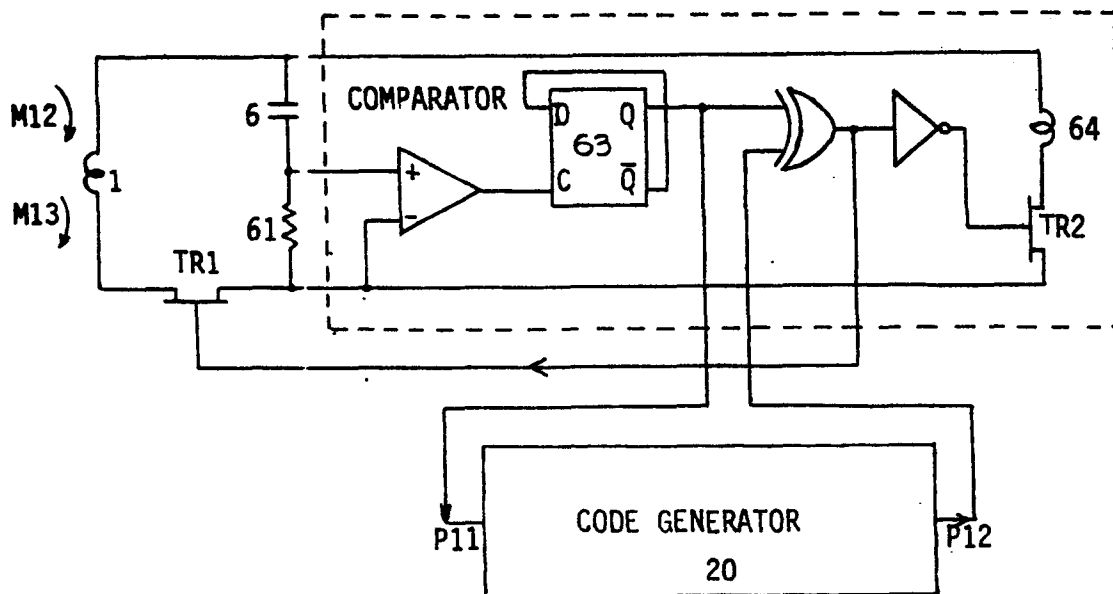 M12
6
COMPARATOR
D Q
63
64
1
+
C Q̅
M13
-
61
TR1
TR2
P11
CODE GENERATOR
P12
20